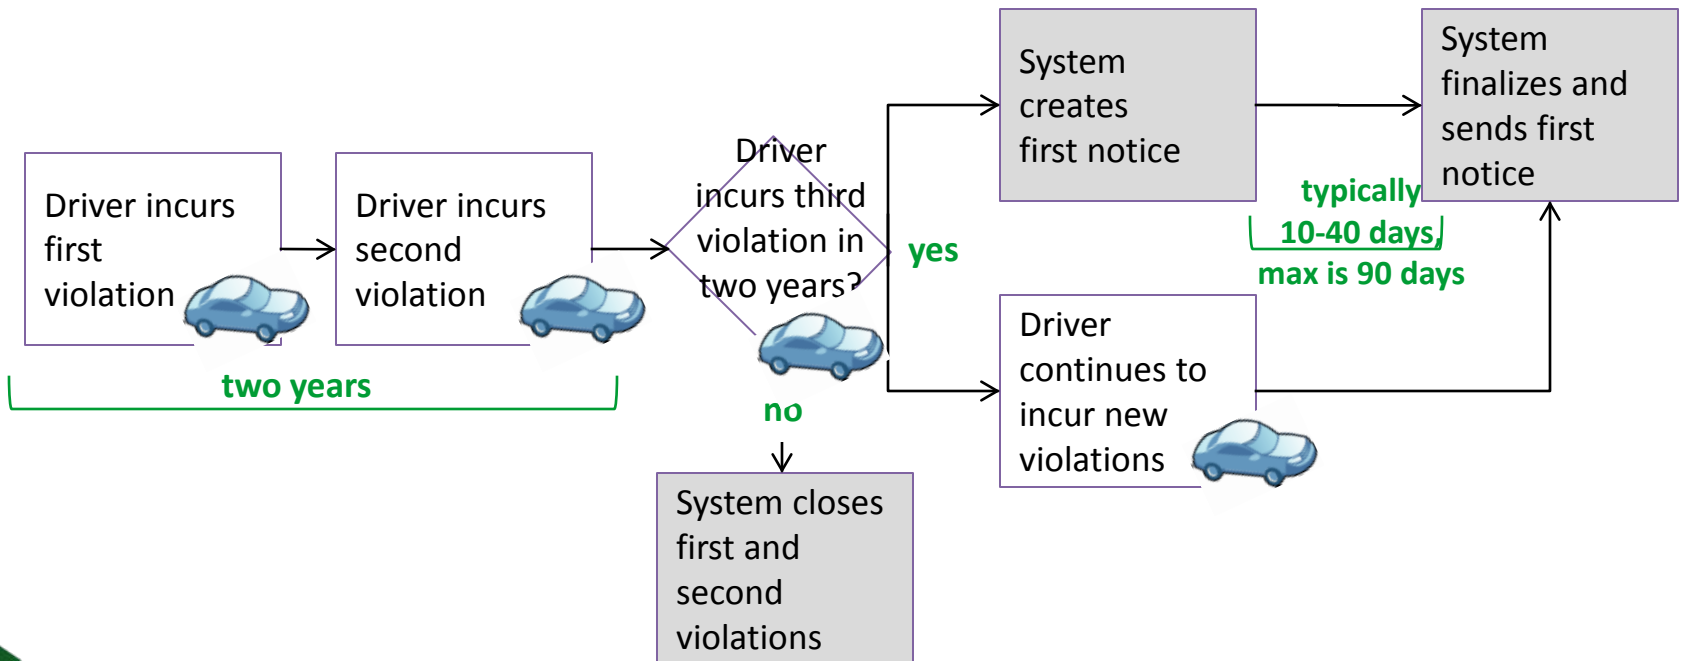 Driver incurs
first
violation
two years
Driver incurs
second
violation
Driver
incurs third
violation in
two years?
yes
no
System closes
first and
second
violations
System
creates
first notice
typically
10-40 days,
max is 90 days
System
finalizes and
sends first
notice
Driver
continues to
incur new
violations